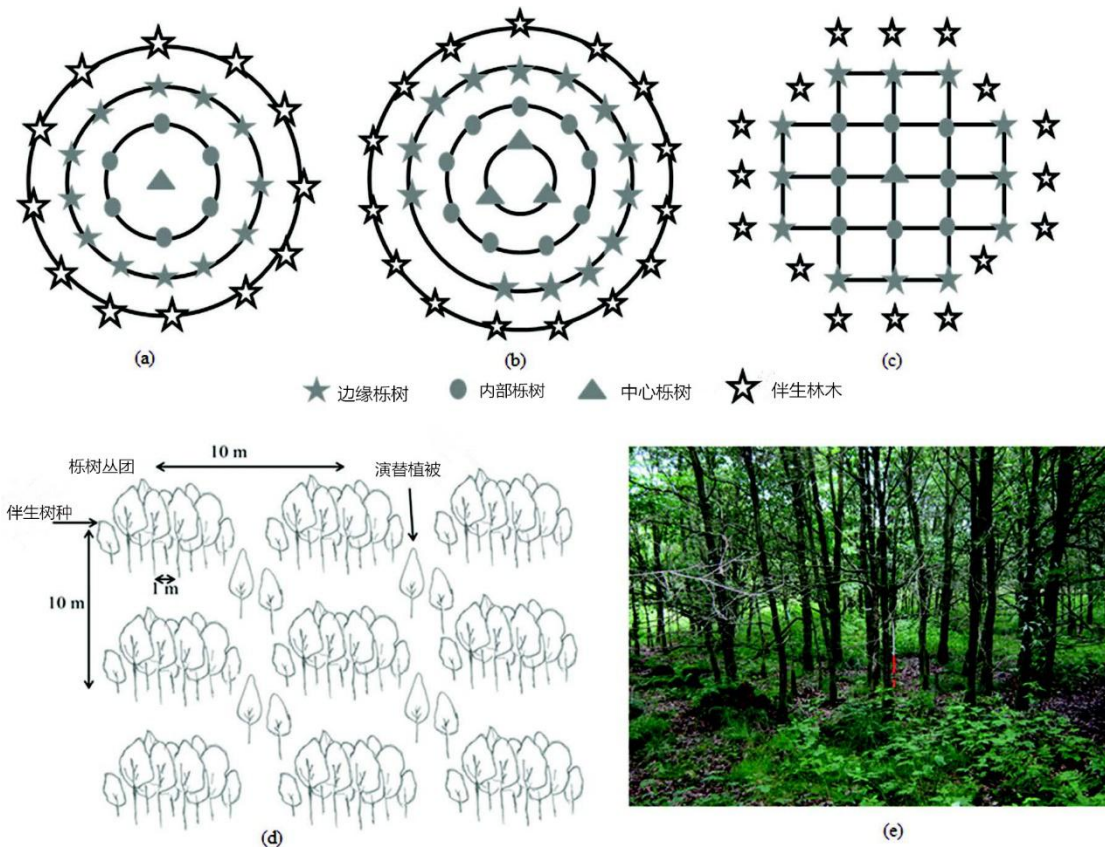 (a)
(b)
(c)
边缘栎树
内部栎树
中心栎树
伴生林木
10 m
栎树丛团
演替植被
伴生树种
1 m
10 m
(d)
(e)